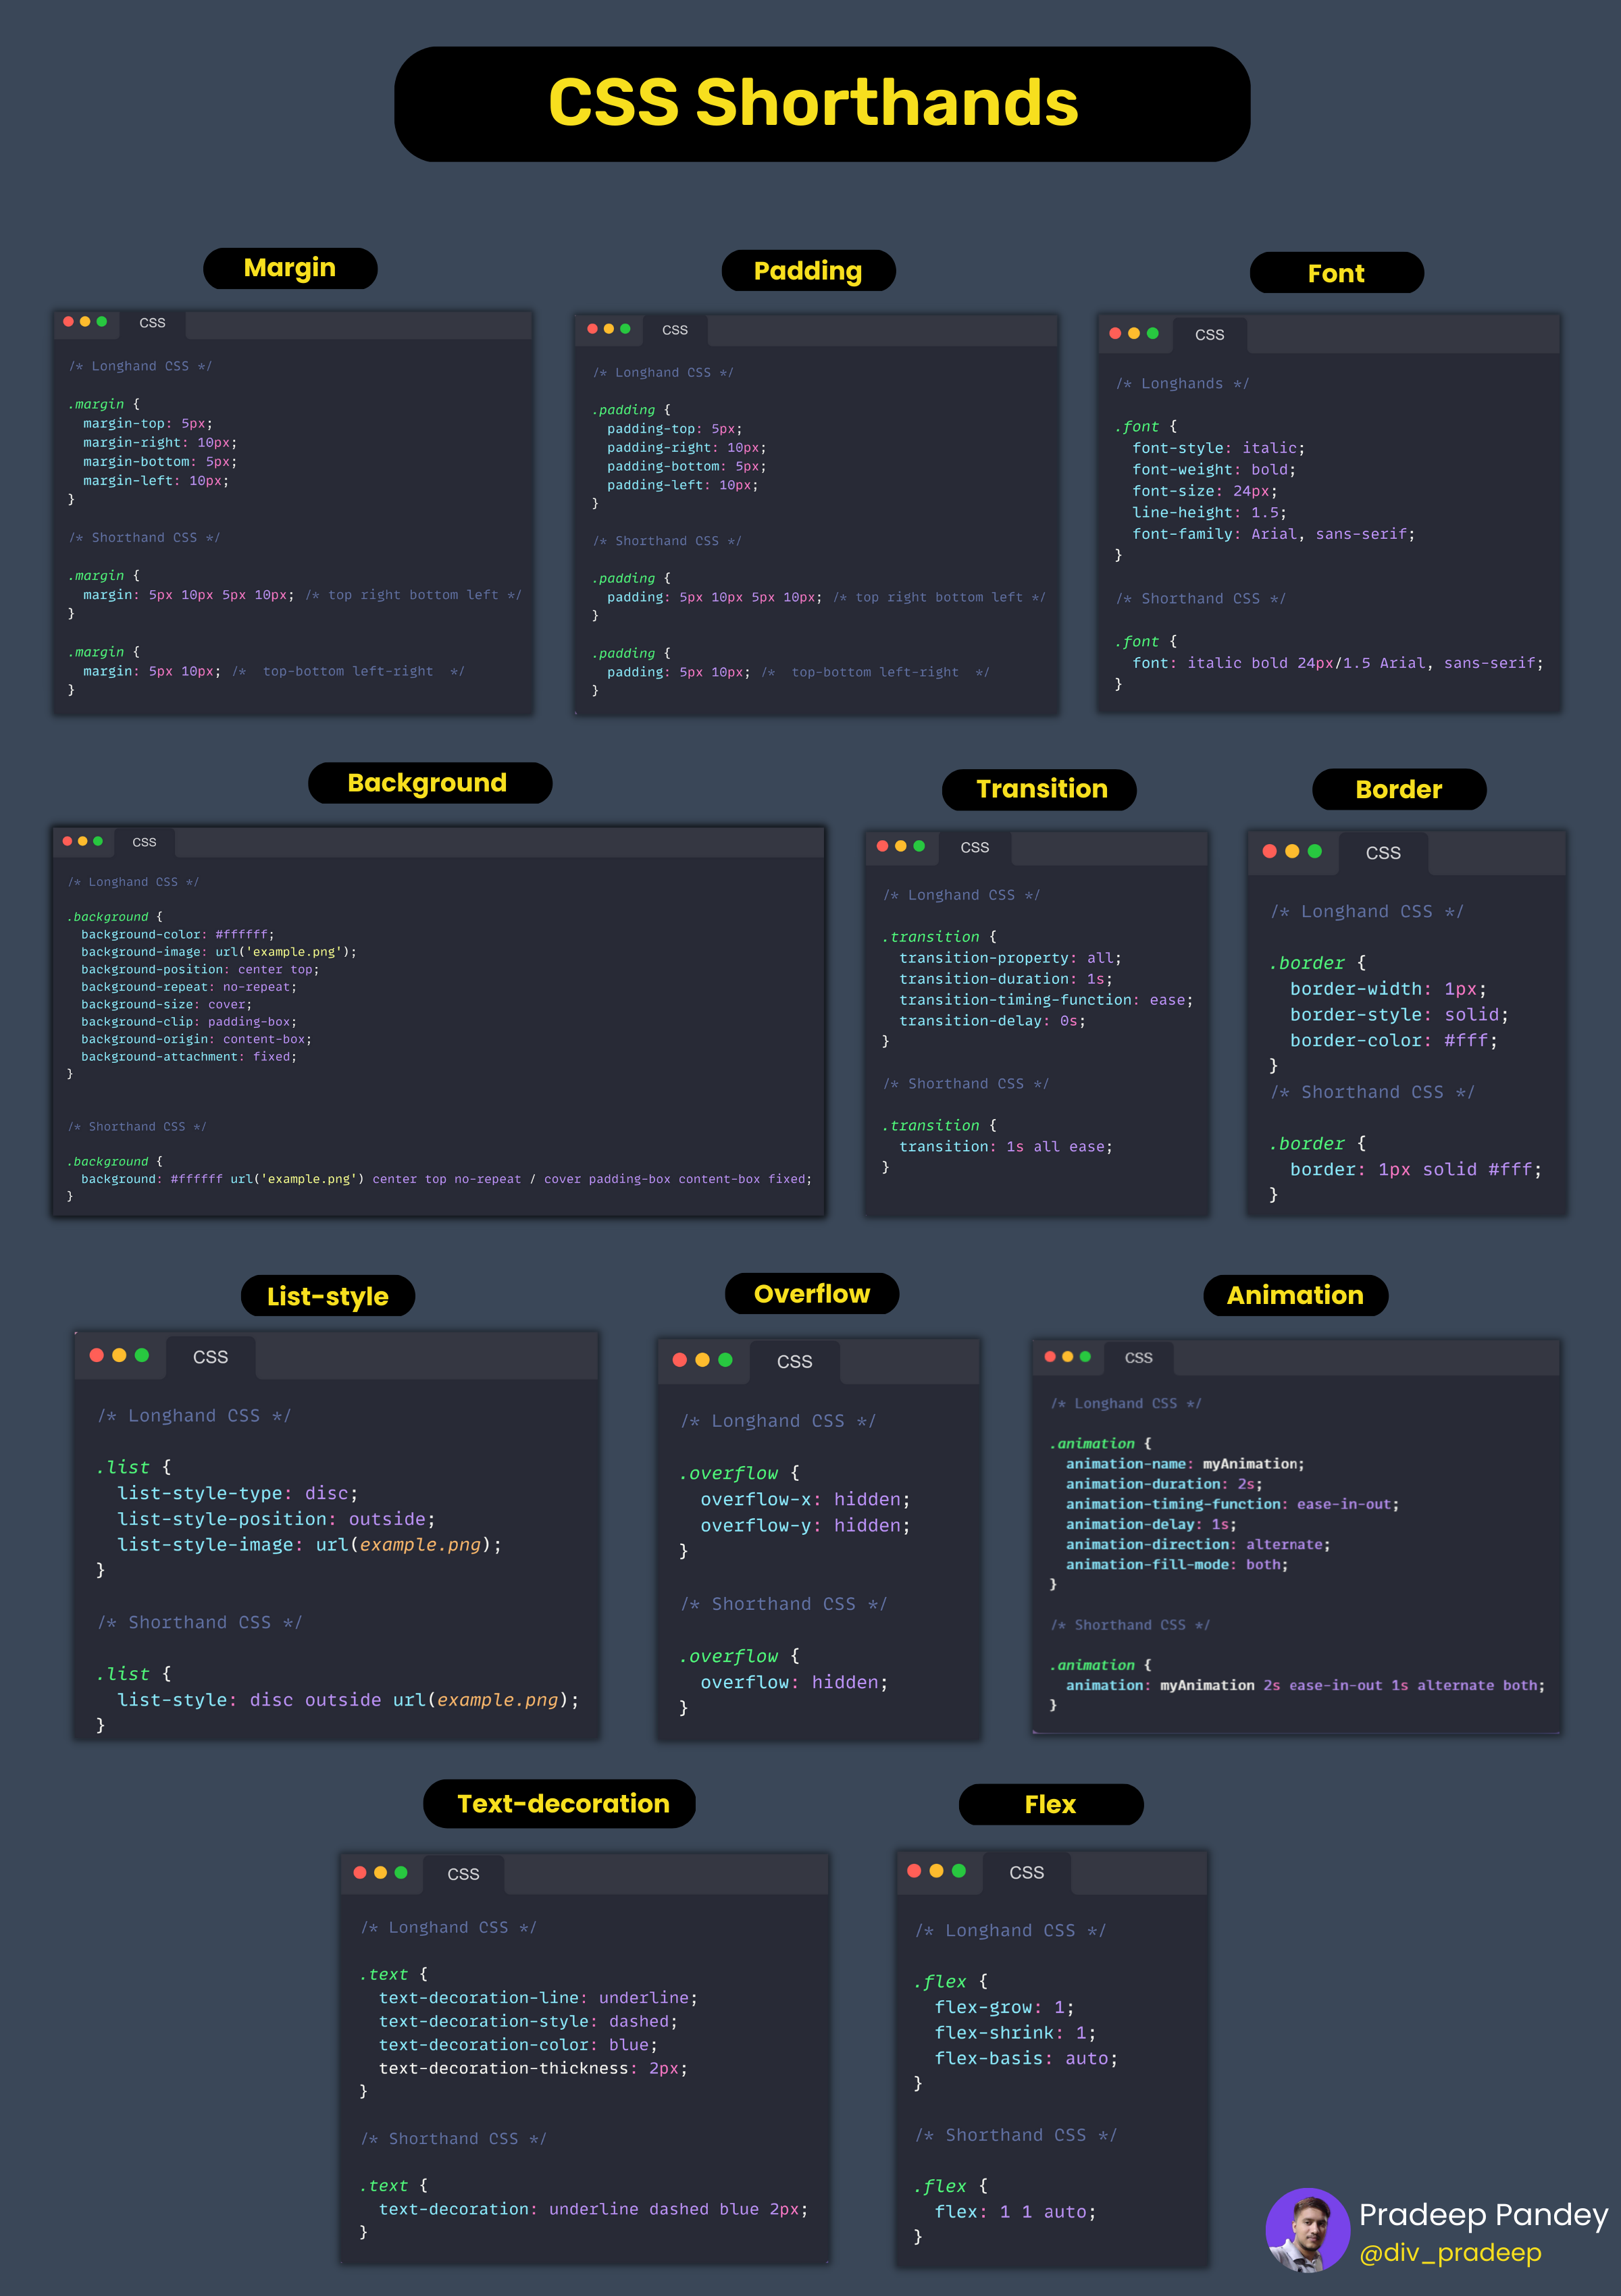 CSS Shorthands
Margin
CSS
/* Longhand CSS */
.margin {
margin-top: 5px;
margin-right: 10px;
margin-bottom: 5px;
margin-left: 10px;
}
/* Shorthand CSS */
.margin {
margin: 5px 10px 5px 10px; /* top right bottom left */
}
.margin {
margin: 5px 10px; /*  top-bottom left-right  */
}
Padding
CSS
/* Longhand CSS */
.padding {
padding-top: 5px;
padding-right: 10px;
padding-bottom: 5px;
padding-left: 10px;
}
/* Shorthand CSS */
.padding {
padding: 5px 10px 5px 10px; /* top right bottom left */
}
.padding {
padding: 5px 10px; /*  top-bottom left-right  */
}
Font
CSS
/* Longhands */
.font {
font-style: italic;
font-weight: bold;
font-size: 24px;
line-height: 1.5;
font-family: Arial, sans-serif;
}
/* Shorthand CSS */
.font {
font: italic bold 24px/1.5 Arial, sans-serif;
}
Background
CSS
/* Longhand CSS */
.background {
background-color: #ffffff;
background-image: url('example.png');
background-position: center top;
background-repeat: no-repeat;
background-size: cover;
background-clip: padding-box;
background-origin: content-box;
background-attachment: fixed;
}
/* Shorthand CSS */
.background {
background: #ffffff url('example.png') center top no-repeat / cover padding-box content-box fixed;
}
Transition
CSS
/* Longhand CSS */
.transition {
transition-property: all;
transition-duration: 1s;
transition-timing-function: ease;
transition-delay: 0s;
}
/* Shorthand CSS */
.transition {
transition: 1s all ease;
}
Border
CSS
/* Longhand CSS */
.border {
border-width: 1px;
border-style: solid;
border-color: #fff;
}
/* Shorthand CSS */
.border {
border: 1px solid #fff;
}
List-style
CSS
/* Longhand CSS */
.list {
list-style-type: disc;
list-style-position: outside;
list-style-image: url(example.png);
}
/* Shorthand CSS */
.list {
list-style: disc outside url(example.png);
}
Overflow
CSS
/* Longhand CSS */
.overflow {
overflow-x: hidden;
overflow-y: hidden;
}
/* Shorthand CSS */
.overflow {
overflow: hidden;
}
Animation
CSS
/* Longhand CSS */
.animation {
animation-name: myAnimation;
animation-duration: 2s;
animation-timing-function: ease-in-out;
animation-delay: 1s;
animation-direction: alternate;
animation-fill-mode: both;
}
/* Shorthand CSS */
.animation {
animation: myAnimation 2s ease-in-out 1s alternate both;
}
Text-decoration
CSS
/* Longhand CSS */
.text {
text-decoration-line: underline;
text-decoration-style: dashed;
text-decoration-color: blue;
text-decoration-thickness: 2px;
}
/* Shorthand CSS */
.text {
text-decoration: underline dashed blue 2px;
}
Flex
CSS
/* Longhand CSS */
.flex {
flex-grow: 1;
flex-shrink: 1;
flex-basis: auto;
}
/* Shorthand CSS */
.flex {
flex: 1 1 auto;
}
Pradeep Pandey
@div_pradeep